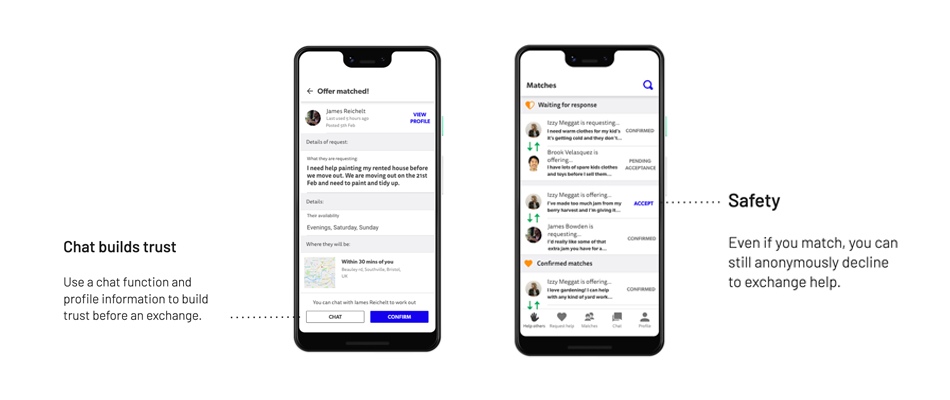 Chat builds trust
Use a chat function and
profile information to build
trust before an exchange.
Offer matched!
James Reichelt
Last used 5 hours ago
Posted 7th Feb
VIEW
PROFILE
Details of request:
What they are requesting:
I need help painting my rented house before
we move out. We are moving out on the 21st
Feb and need to paint and tidy up.
Details:
Their availability
Evenings, Saturday, Sunday
Where they will be:
Within 30 mins of you
Beauley rd, Southville, Bristol,
UK
You can chat with James Reichelt to work out
CHAT
CONFIRM
Matches
Waiting for response
Izzy Meggat is requesting...
I need warm clothes for my kid's
it's getting cold and they don't...
CONFIRMED
Brook Velasquez is
offering...
I have lots of spare kids clothes
and toys before I sell them...
PENDING
ACCEPTANCE
Izzy Meggat is offering...
I've made too much jam from my
berry harvest and I'm giving it...
ACCEPT
James Bowden is
requesting...
I'd really like some of that
extra jam you have for a...
CONFIRMED
Confirmed matches
Izzy Meggat is offering...
I love gardening! I can help
with any kind of yard work...
CONFIRMED
Help others
Request help
Matches
Chat
Profile
Safety
Even if you match, you can
still anonymously decline
to exchange help.